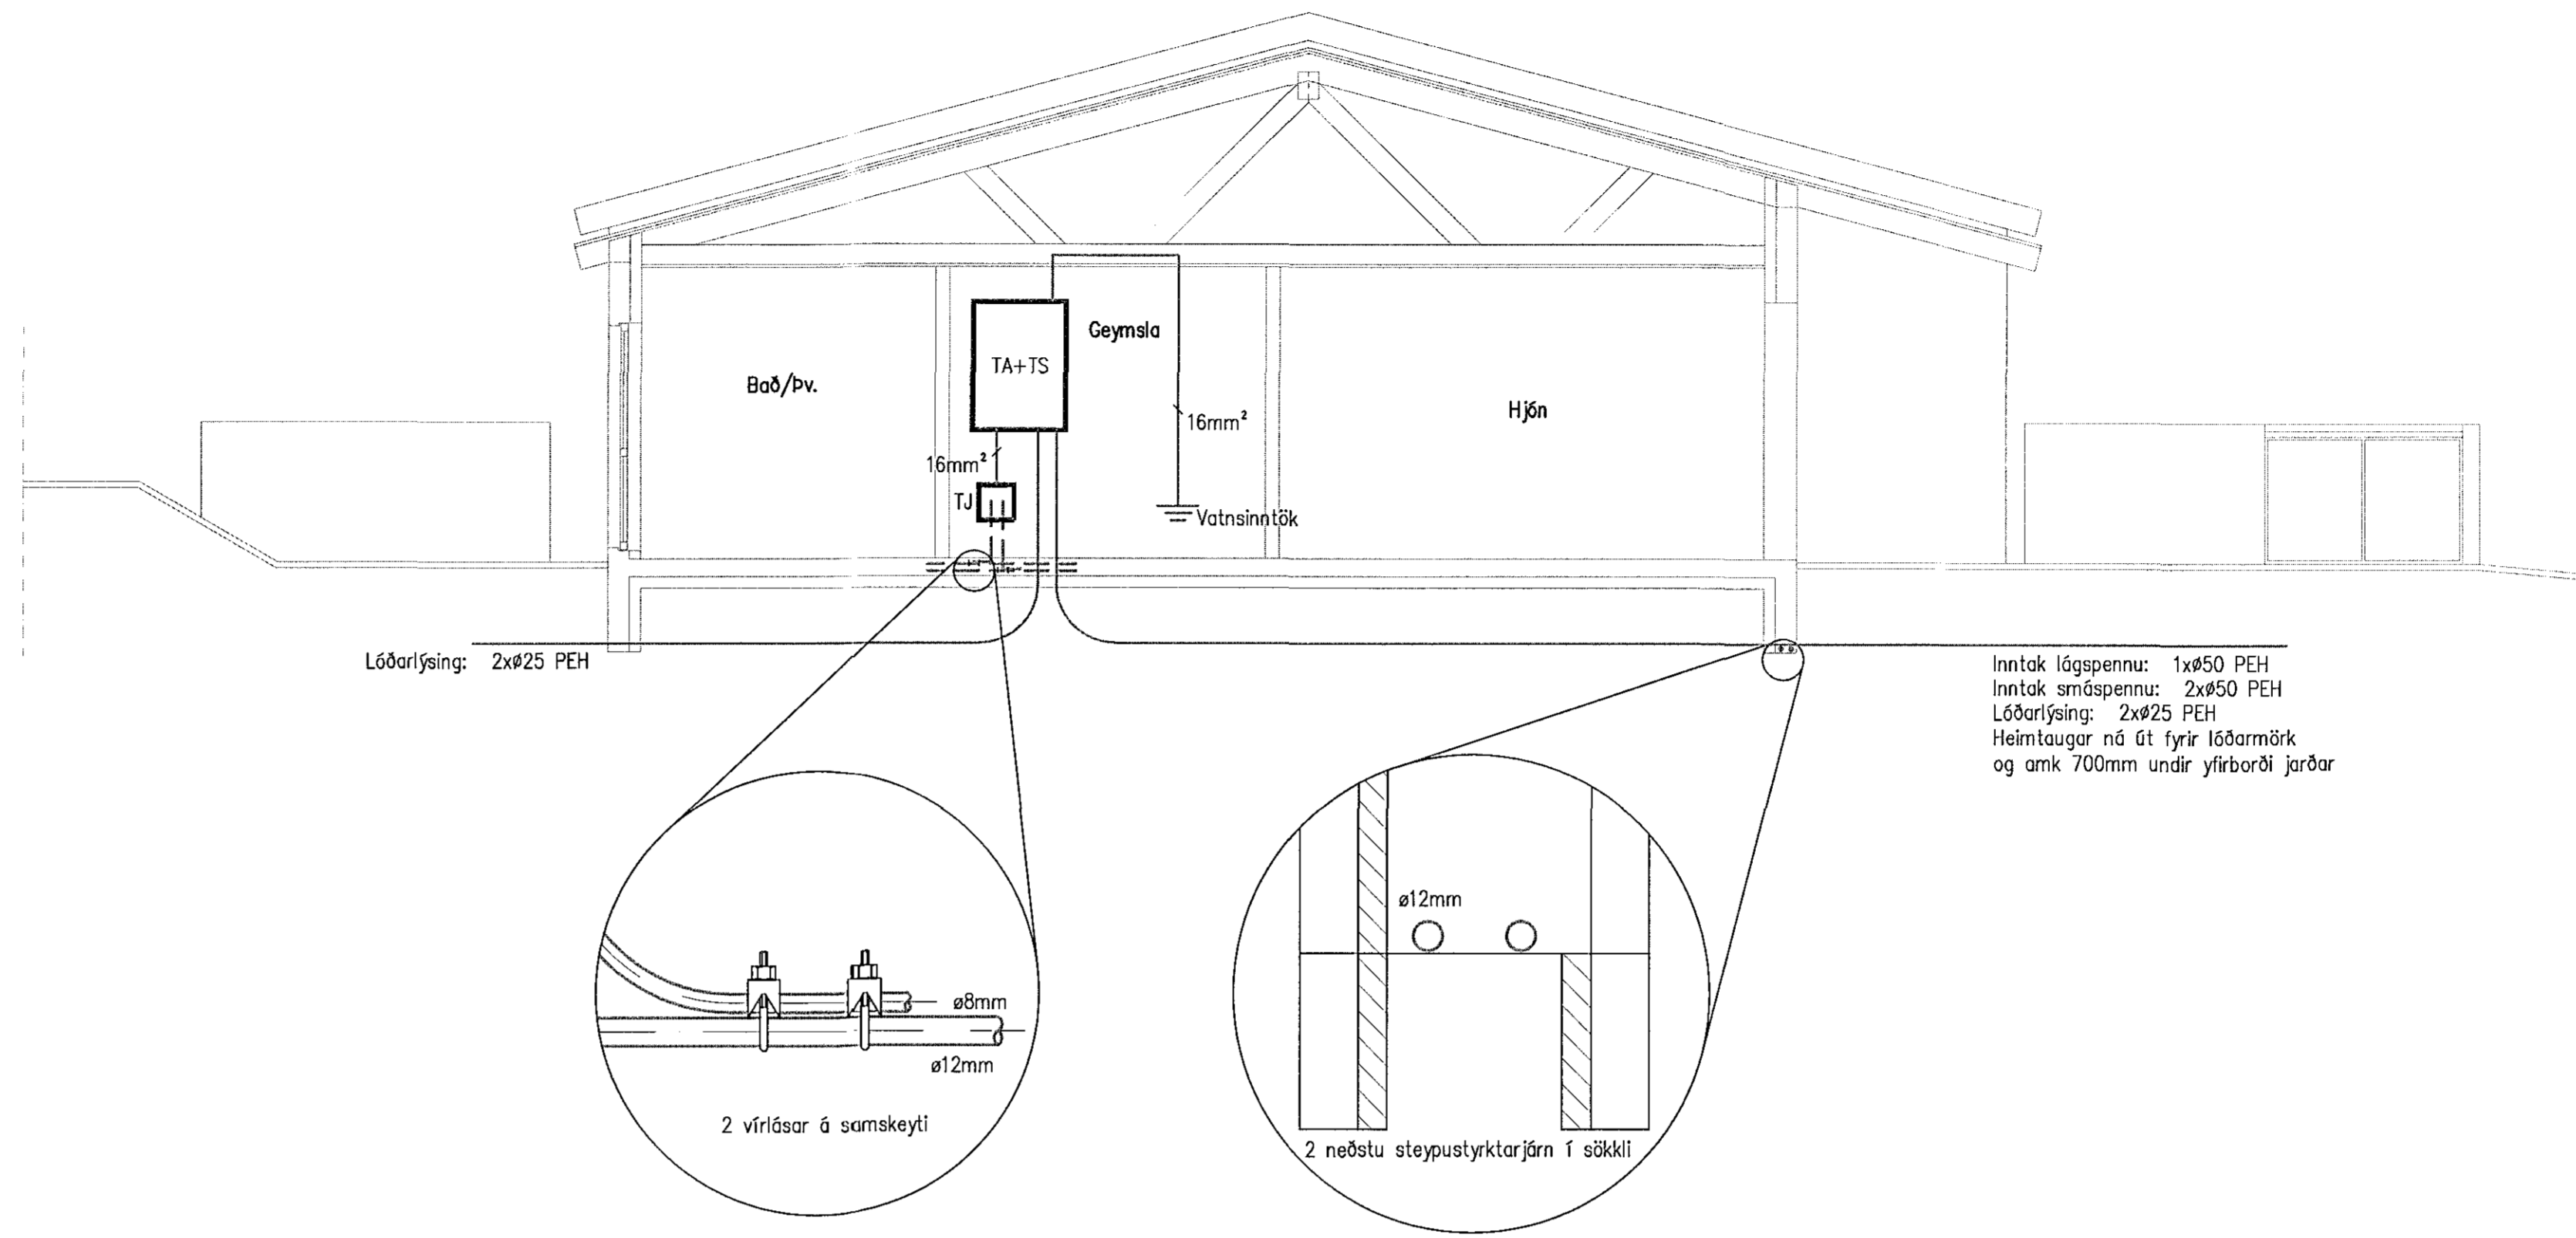 Geymsla
TA+TS
Bað/Þv.
Hjón
16mm²
16mm²
TJ
Vatnsinntök
Lóðarlýsing: 2xø25 PEH
Inntak lágspennu: 1xø50 PEH
Inntak smáspennu: 2xø50 PEH
Lóðarlýsing: 2xø25 PEH
Heimtaugar ná út fyrir lóðarmörk
og amk 700mm undir yfirborði jarðar
ø8mm
ø12mm
2 vírlásar á samskeyti
ø12mm
2 neðstu steypustyrktarjárn í sökkli